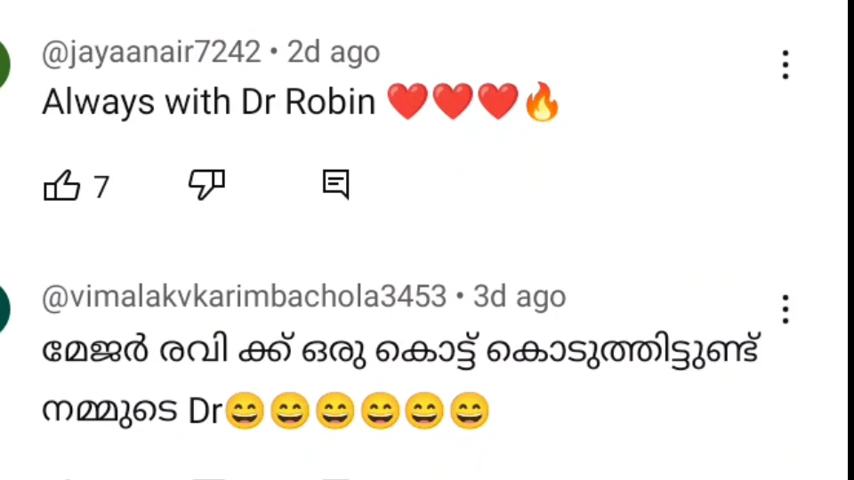 @jayaanair7242 • 2d ago
Always with Dr Robin ❤️❤️❤️🔥
7
@vimalakvkarimbachola3453 • 3d ago
മേജർ രവി ക്ക് ഒരു കൊട്ട് കൊടുത്തിട്ടുണ്ട്
നമ്മുടെ Dr😄😄😄😄😄😄